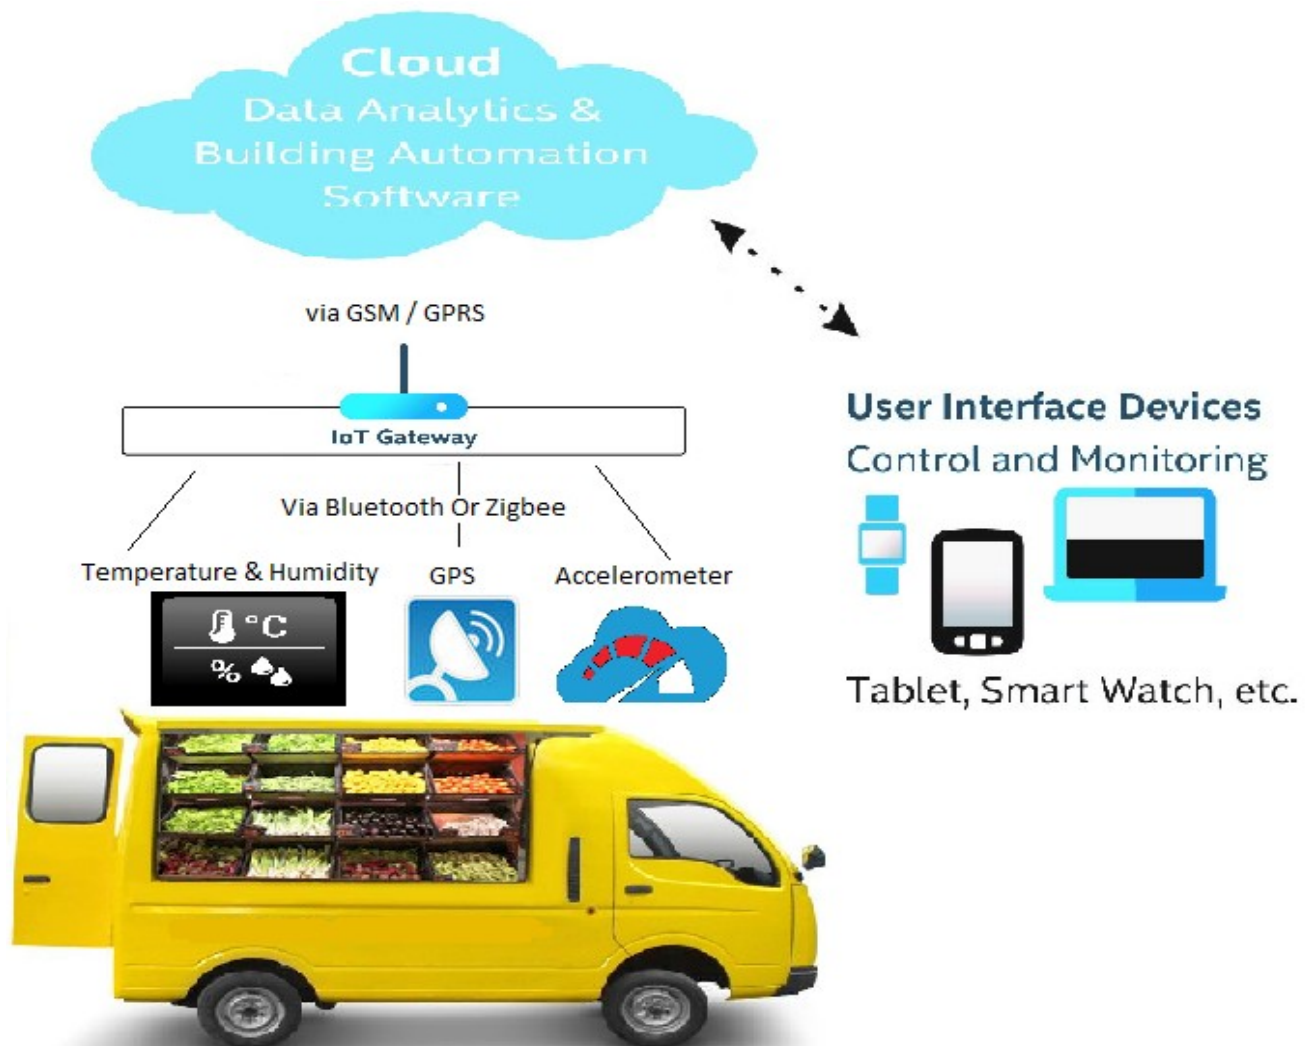 Cloud
Data Analytics &
Building Automation
Software
via GSM / GPRS
IoT Gateway
Via Bluetooth Or Zigbee
Temperature & Humidity
GPS
Accelerometer
°C
%
User Interface Devices
Control and Monitoring
Tablet, Smart Watch, etc.